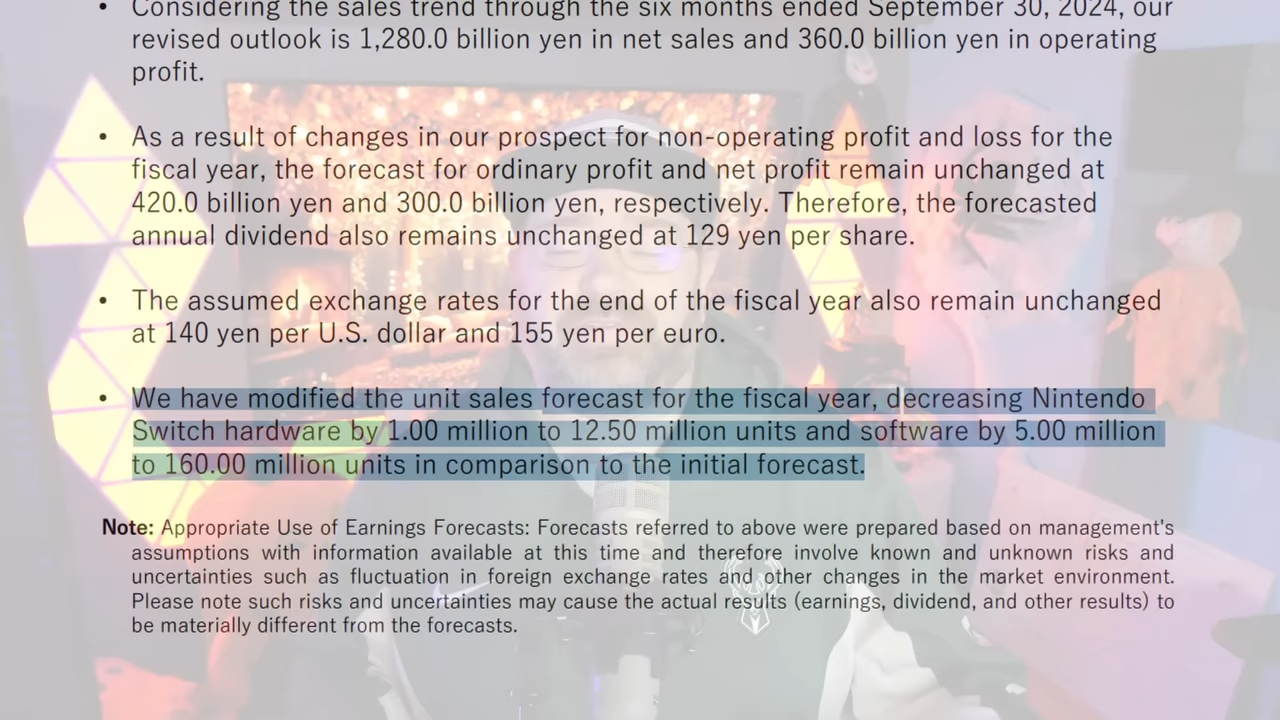 • Considering the sales trend through the six months ended September 30, 2024, our
revised outlook is 1,280.0 billion yen in net sales and 360.0 billion yen in operating
profit.
• As a result of changes in our prospect for non-operating profit and loss for the
fiscal year, the forecast for ordinary profit and net profit remain unchanged at
420.0 billion yen and 300.0 billion yen, respectively. Therefore, the forecasted
annual dividend also remains unchanged at 129 yen per share.
• The assumed exchange rates for the end of the fiscal year also remain unchanged
at 140 yen per U.S. dollar and 155 yen per euro.
• We have modified the unit sales forecast for the fiscal year, decreasing Nintendo
Switch hardware by 1.00 million to 12.50 million units and software by 5.00 million
to 160.00 million units in comparison to the initial forecast.
Note: Appropriate Use of Earnings Forecasts: Forecasts referred to above were prepared based on management's
assumptions with information available at this time and therefore involve known and unknown risks and
uncertainties such as fluctuation in foreign exchange rates and other changes in the market environment.
Please note such risks and uncertainties may cause the actual results (earnings, dividend, and other results) to
be materially different from the forecasts.